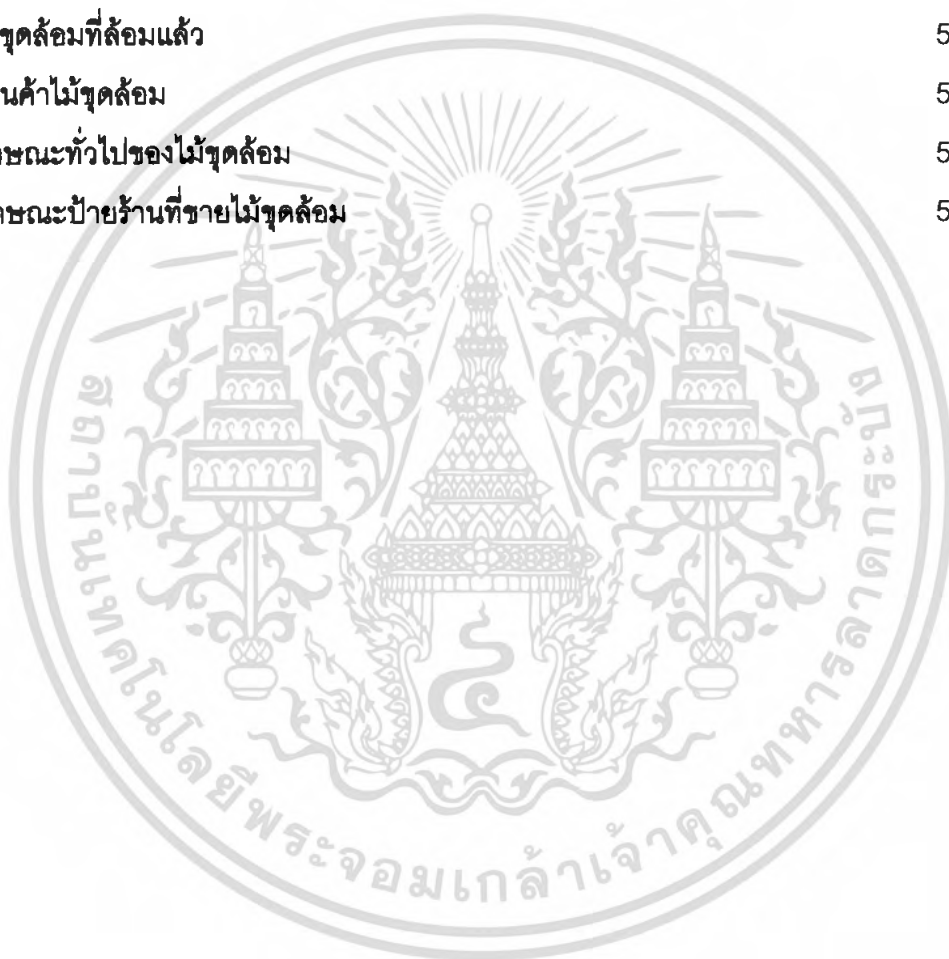 ขุดล้อมที่ล้อมแล้ว 5
นค้าไม้ขุดล้อม 5
ษณะทั่วไปของไม้ขุดล้อม 5
กษณะป้ายร้านที่ขายไม้ขุดล้อม 5
สถาบันเทคโนโลยีพระจอมเกล้าเจ้าคุณทหารลาดกระบัง